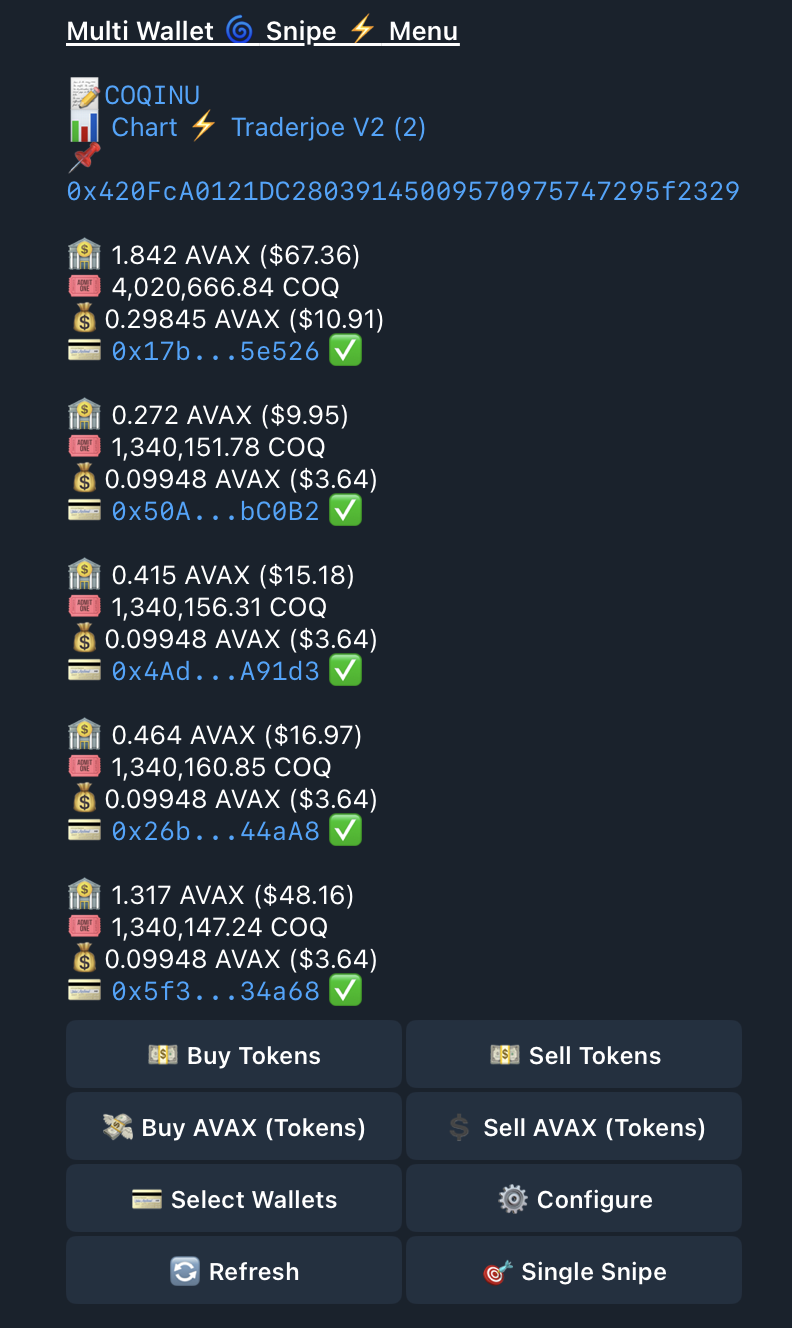 Multi Wallet 🌀 Snipe ⚡ Menu
📝COQINU
📊 Chart ⚡ Traderjoe V2 (2)
📌
0x420FcA0121DC28039145009570975747295f2329
🏦 1.842 AVAX ($67.36)
🎟 4,020,666.84 COQ
💰 0.29845 AVAX ($10.91)
💳 0x17b...5e526 ✅
🏦 0.272 AVAX ($9.95)
🎟 1,340,151.78 COQ
💰 0.09948 AVAX ($3.64)
💳 0x50A...bC0B2 ✅
🏦 0.415 AVAX ($15.18)
🎟 1,340,156.31 COQ
💰 0.09948 AVAX ($3.64)
💳 0x4Ad...A91d3 ✅
🏦 0.464 AVAX ($16.97)
🎟 1,340,160.85 COQ
💰 0.09948 AVAX ($3.64)
💳 0x26b...44aA8 ✅
🏦 1.317 AVAX ($48.16)
🎟 1,340,147.24 COQ
💰 0.09948 AVAX ($3.64)
💳 0x5f3...34a68 ✅
💵 Buy Tokens
💵 Sell Tokens
💸 Buy AVAX (Tokens)
💲 Sell AVAX (Tokens)
💳 Select Wallets
⚙️ Configure
🔄 Refresh
🎯 Single Snipe